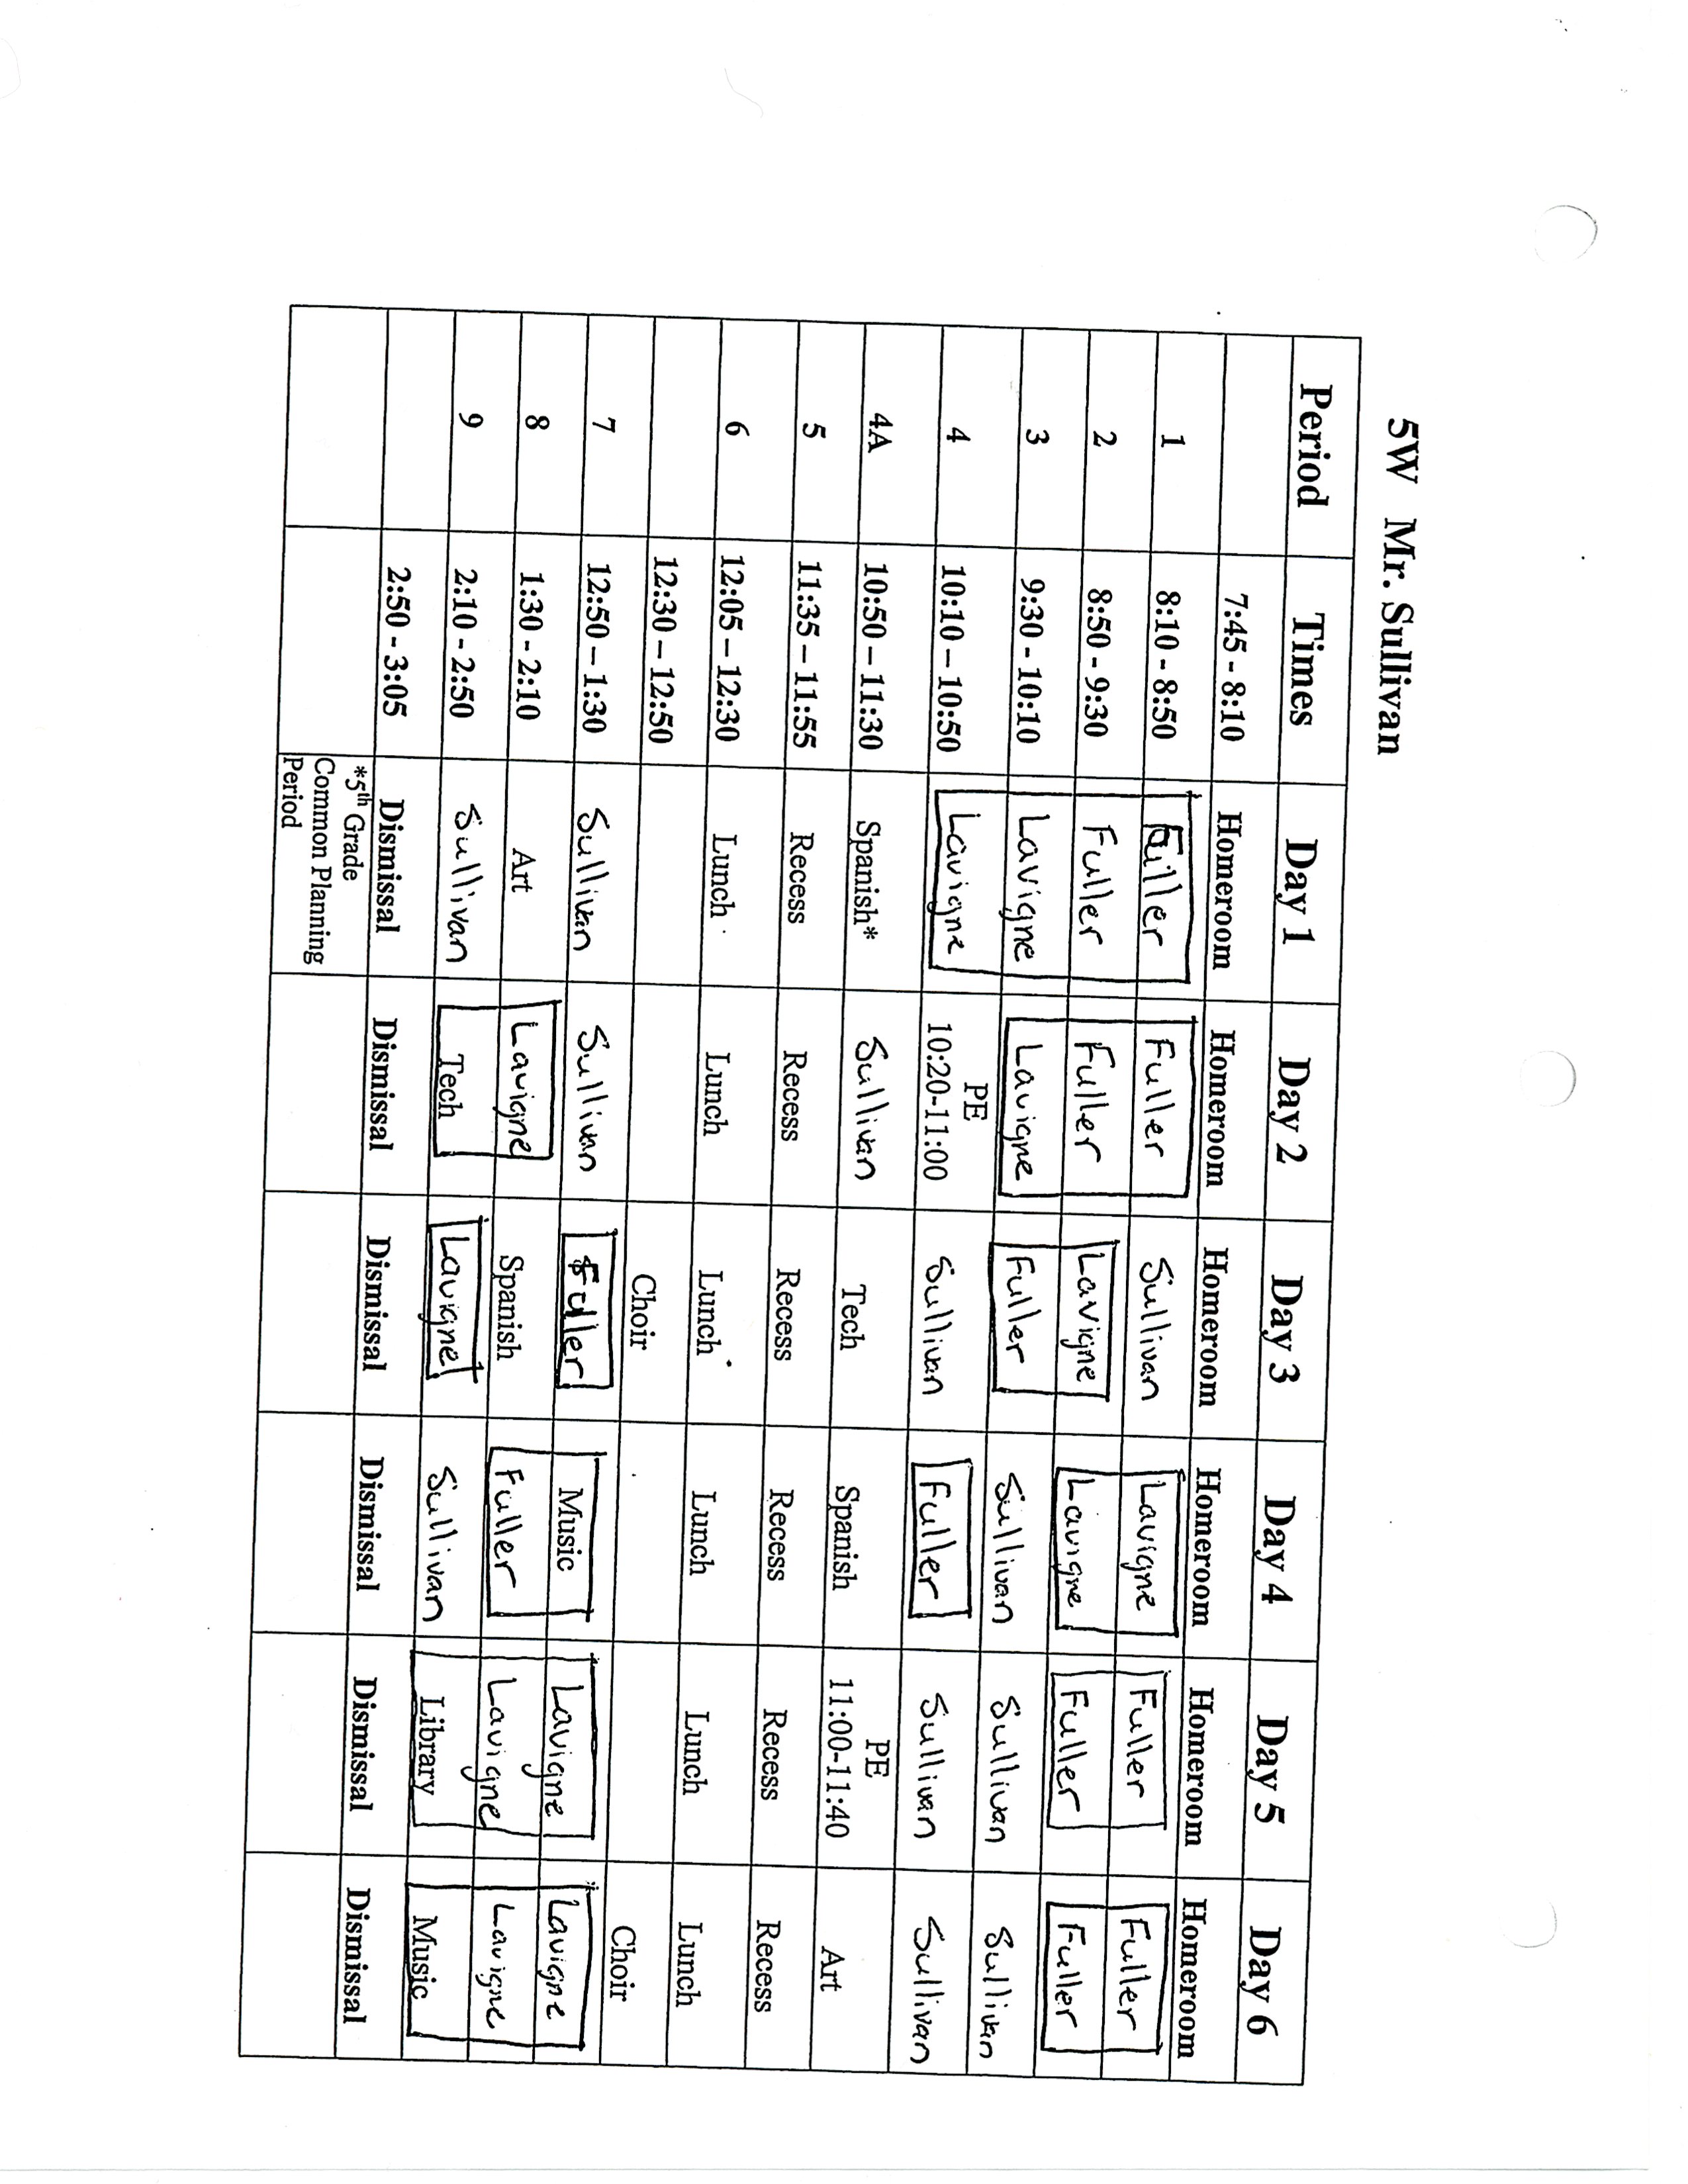 5W Mr. Sullivan
Period Times Day 1 Day 2 Day 3 Day 4 Day 5 Day 6
7:45 - 8:10 Homeroom Homeroom Homeroom Homeroom Homeroom Homeroom
1 8:10 - 8:50 Fuller Fuller Sullivan Lavigne Fuller Fuller
2 8:50 - 9:30 Fuller Fuller Lavigne Lavigne Fuller Fuller
3 9:30 - 10:10 Lavigne Lavigne Fuller Sullivan Sullivan Sullivan
4 10:10 – 10:50 Lavigne PE 10:20-11:00 Sullivan Fuller Sullivan Sullivan
4A 10:50 – 11:30 Spanish* Sullivan Tech Spanish PE 11:00-11:40 Art
5 11:35 – 11:55 Recess Recess Recess Recess Recess Recess
6 12:05 – 12:30 Lunch Lunch Lunch Lunch Lunch Lunch
12:30 – 12:50 Choir Choir
7 12:50 – 1:30 Sullivan Sullivan Fuller Music Lavigne Lavigne
8 1:30 - 2:10 Art Lavigne Spanish Fuller Lavigne Lavigne
9 2:10 - 2:50 Sullivan Tech Lavigne Sullivan Library Music
2:50 - 3:05 Dismissal Dismissal Dismissal Dismissal Dismissal Dismissal
*5th Grade
Common Planning
Period